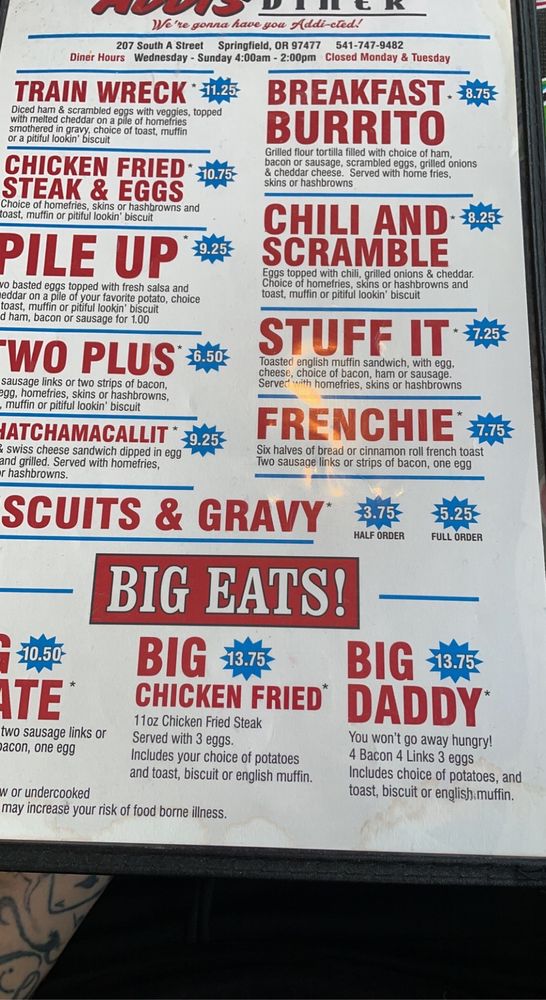 ADDIS DINER
"We're gonna have you Addi-cted!
207 South A Street Springfield, OR 97477 541-747-9482
Diner Hours Wednesday - Sunday 4:00am - 2:00pm Closed Monday & Tuesday
TRAIN WRECK* 11.25
Diced ham & scrambled eggs with veggies, topped
with melted cheddar on a pile of homefries
smothered in gravy, choice of toast, muffin
or a pitiful lookin' biscuit
CHICKEN FRIED* 10.75
STEAK & EGGS
Choice of homefries, skins or hashbrowns and
toast, muffin or pitiful lookin' biscuit
PILE UP* 9.25
wo basted eggs topped with fresh salsa and
eddar on a pile of your favorite potato, choice
toast, muffin or pitiful lookin' biscuit
d ham, bacon or sausage for 1.00
WO PLUS* 6.50
sausage links or two strips of bacon,
egg, homefries, skins or hashbrowns,
, muffin or pitiful lookin' biscuit
HATCHAMACALLIT* 9.25
& swiss cheese sandwich dipped in egg
and grilled. Served with homefries,
r hashbrowns.
BREAKFAST* 8.75
BURRITO
Grilled flour tortilla filled with choice of ham,
bacon or sausage, scrambled eggs, grilled onions
& cheddar cheese. Served with home fries,
skins or hashbrowns
CHILI AND* 8.25
SCRAMBLE
Eggs topped with chili, grilled onions & cheddar.
Choice of homefries, skins or hashbrowns and
toast, muffin or pitiful lookin' biscuit
STUFF IT* 7.25
Toasted english muffin sandwich, with egg,
cheese, choice of bacon, ham or sausage.
Served with homefries, skins or hashbrowns
FRENCHIE* 7.75
Six halves of bread or cinnamon roll french toast
Two sausage links or strips of bacon, one egg
SCUITS & GRAVY* 3.75 5.25
HALF ORDER FULL ORDER
BIG EATS!
G 10.50
ATE*
two sausage links or
bacon, one egg
BIG 13.75
CHICKEN FRIED*
11oz Chicken Fried Steak
Served with 3 eggs.
Includes your choice of potatoes
and toast, biscuit or english muffin.
BIG 13.75
DADDY*
You won't go away hungry!
4 Bacon 4 Links 3 eggs
Includes choice of potatoes, and
toast, biscuit or english muffin.
w or undercooked
may increase your risk of food borne illness.